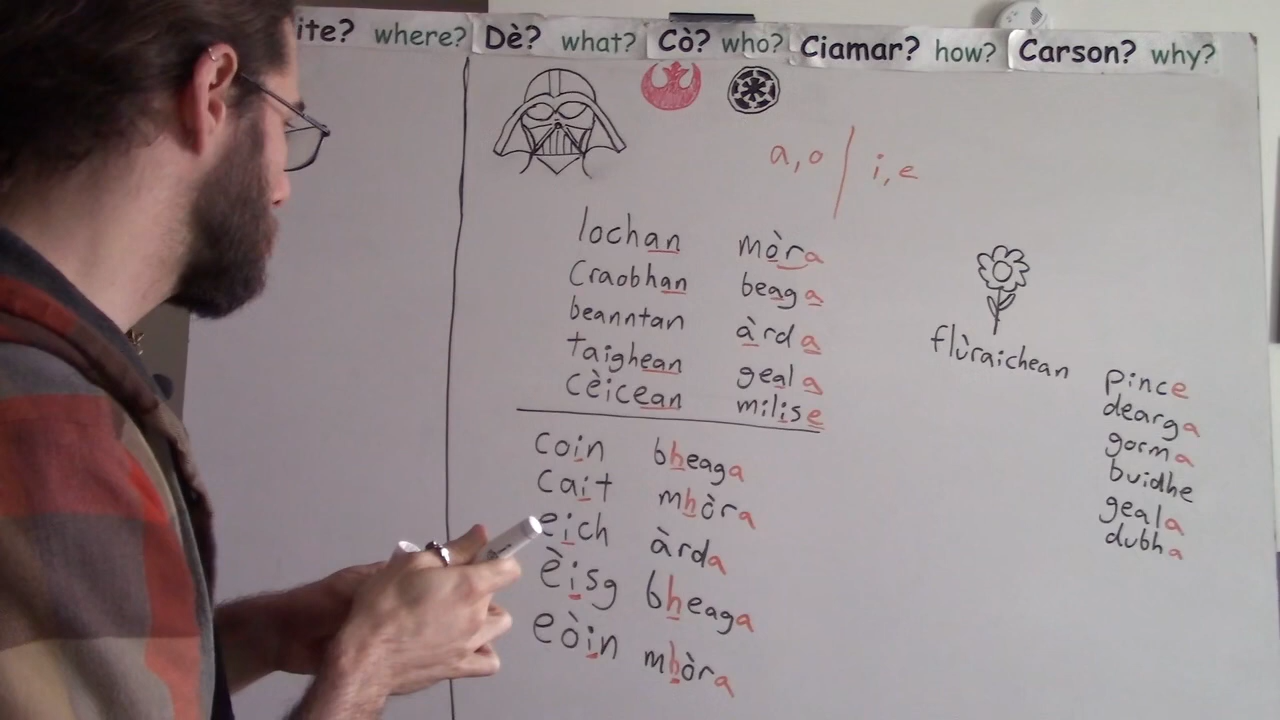 ite? where? Dè? what? Cò? who? Ciamar? how? Carson? why?
a, o / i, e
lochan mòra
Craobhan beaga
beanntan àrda
taighean geala
Cèicean milise
coin bheaga
Cait mhòra
eich àrda
èisg bheaga
eòin mhòra
flùraichean
pince
dearga
gorma
buidhe
geala
dubha